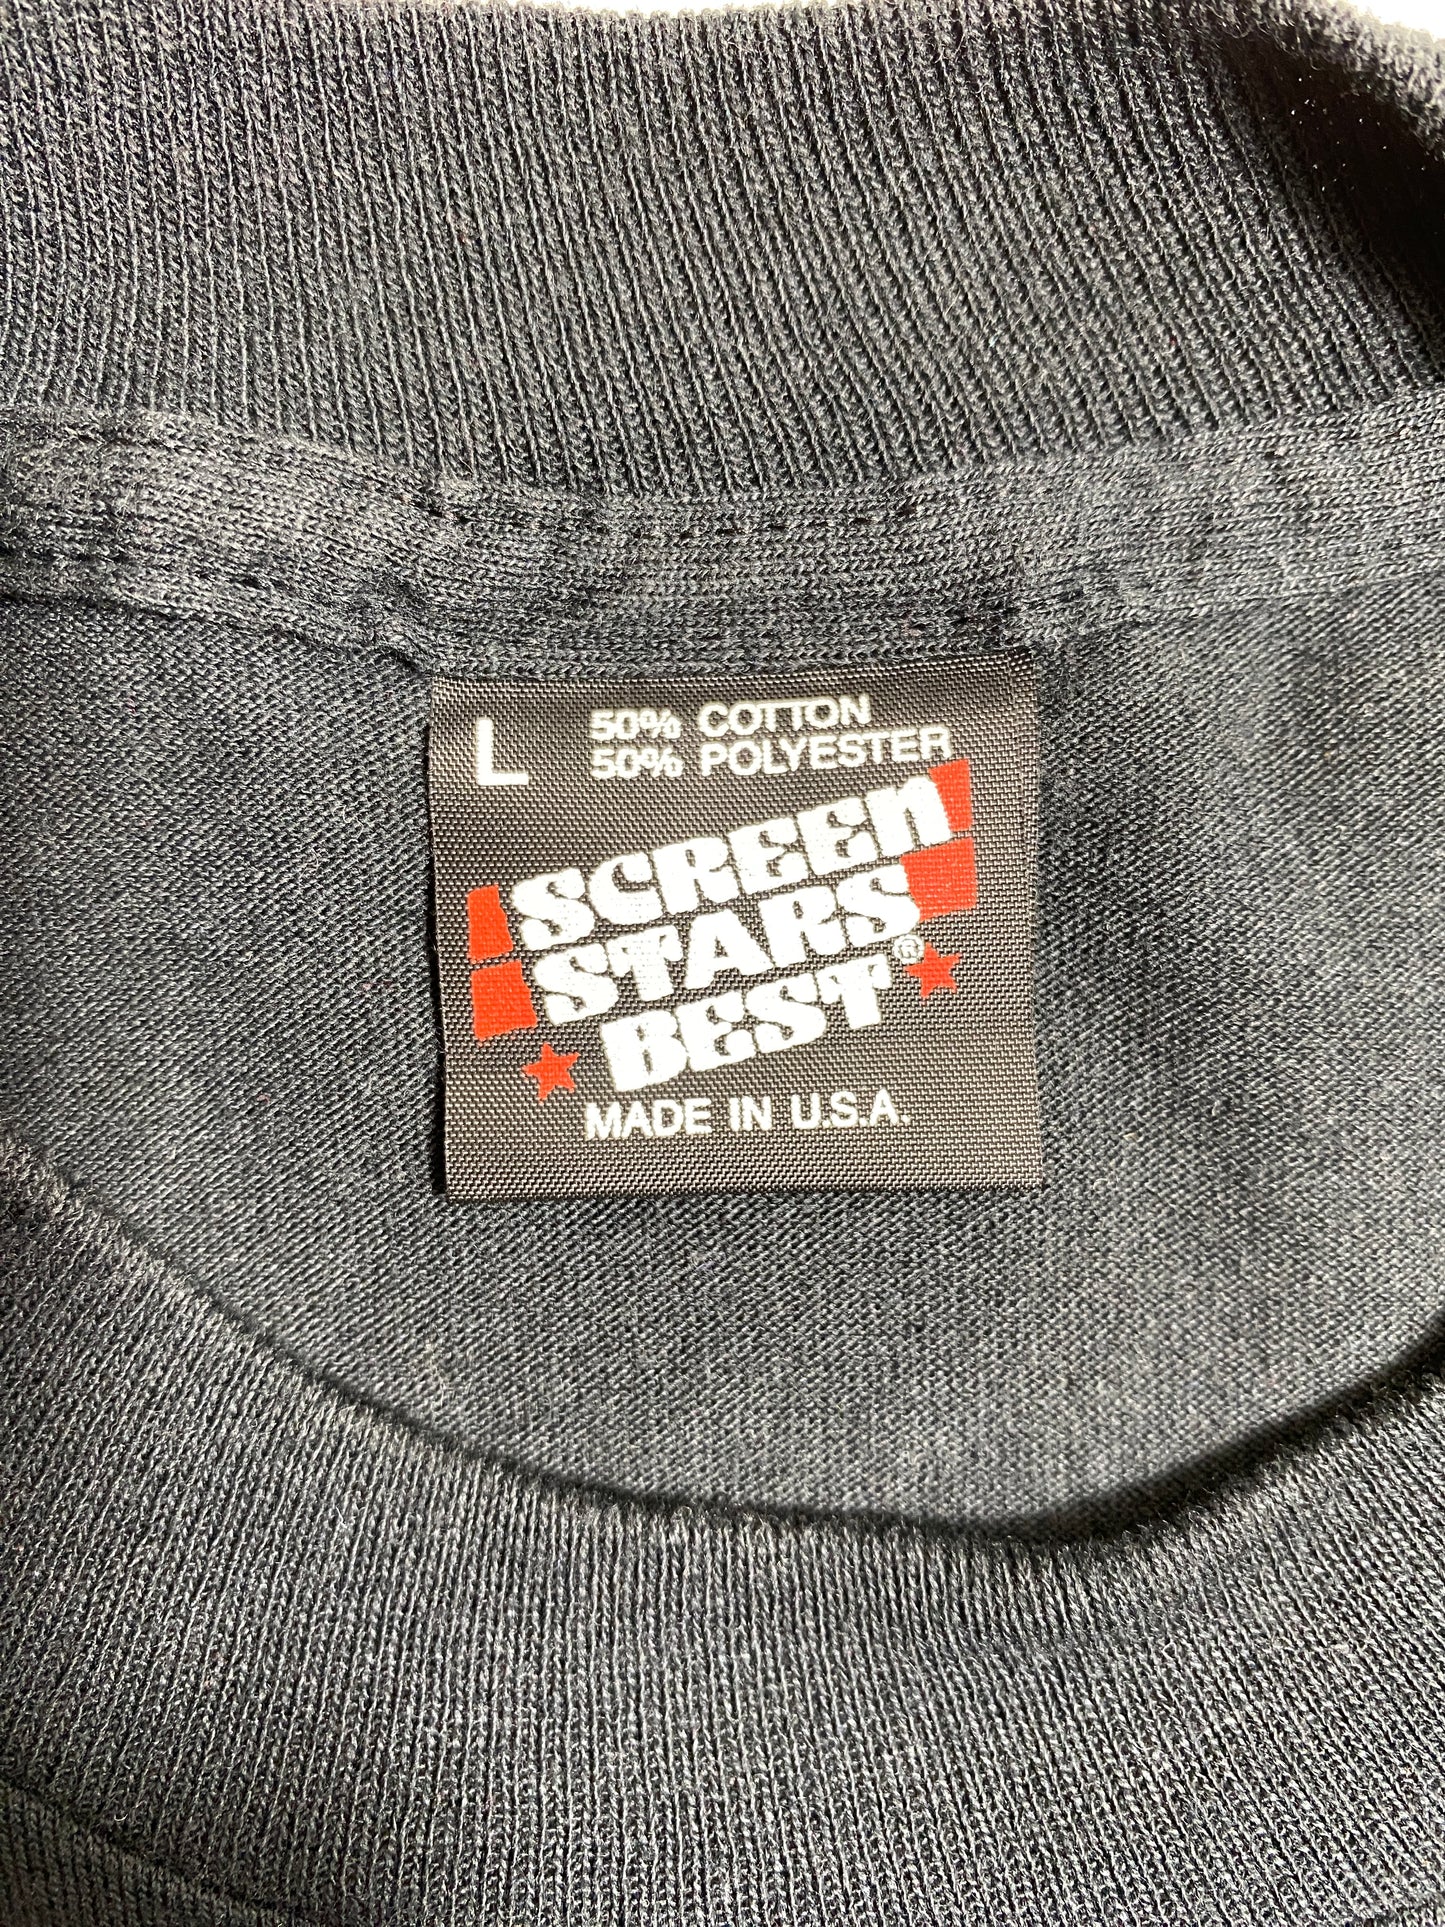 L
50% COTTON
50% POLYESTER
SCREEN
STARS
BEST®
MADE IN U.S.A.